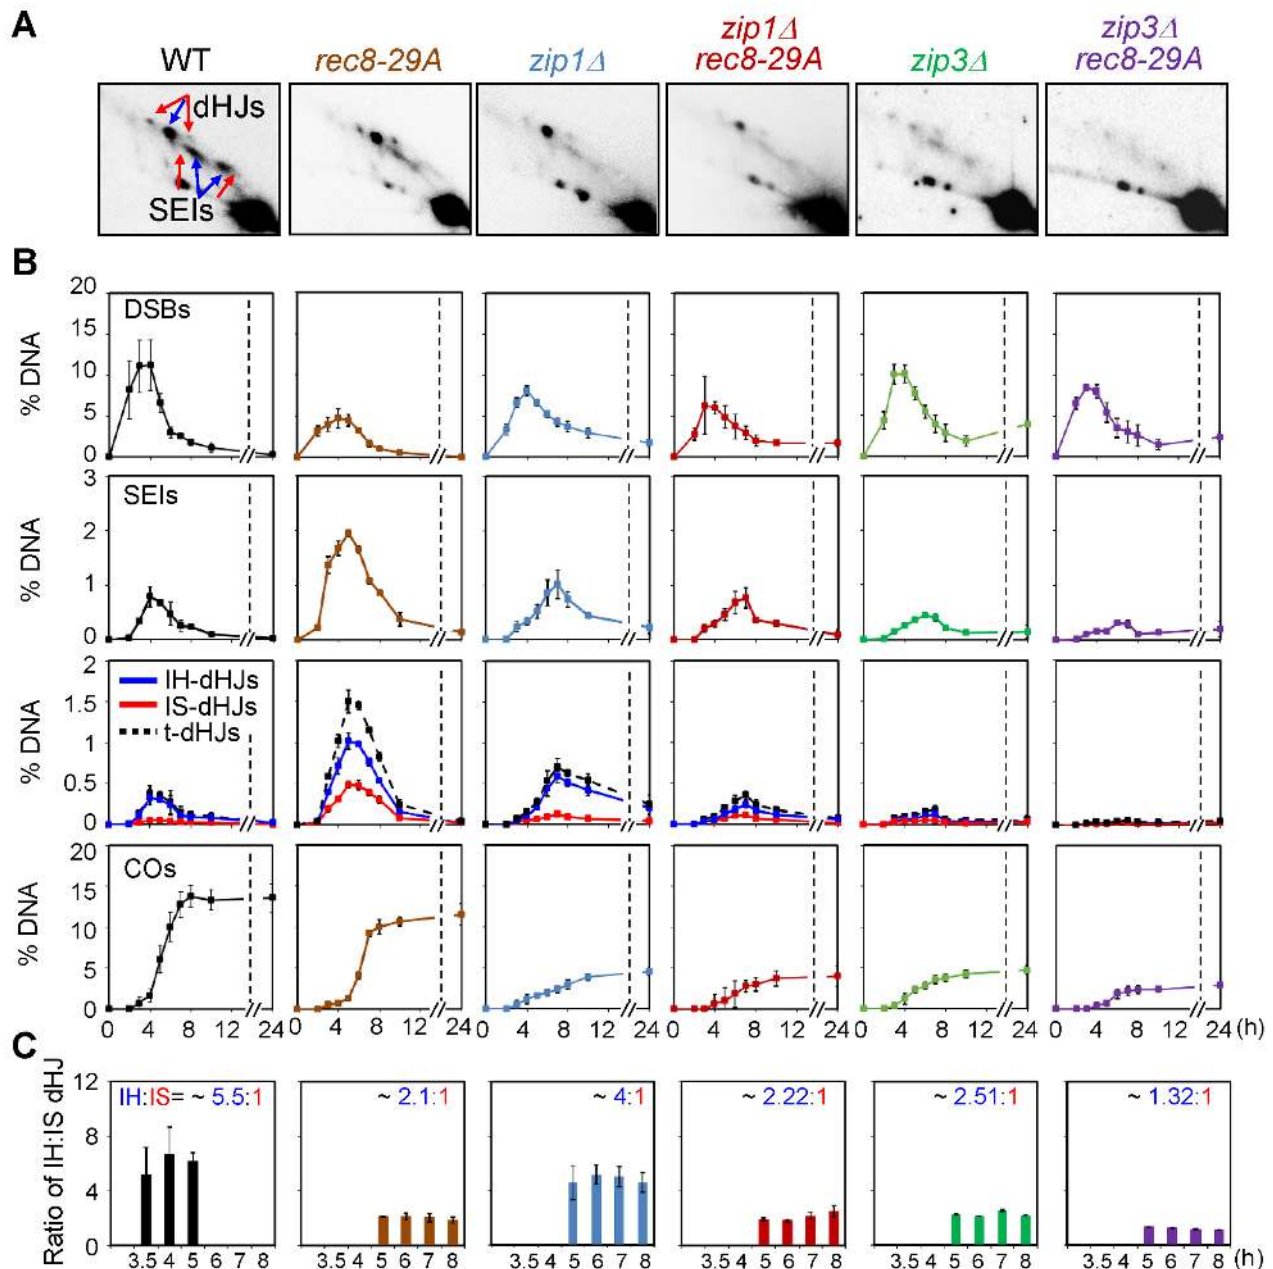 A
WT
rec8-29A
zip1Δ
zip1Δ
rec8-29A
zip3Δ
zip3Δ
rec8-29A
dHJs
SEIs
B
% DNA
20
15
10
5
0
DSBs
% DNA
3
2
1
0
SEIs
% DNA
2
1.5
1
0.5
0
IH-dHJs
IS-dHJs
t-dHJs
% DNA
20
15
10
5
0
COs
0 4 8 12 24
0 4 8 12 24
0 4 8 12 24
0 4 8 12 24
0 4 8 12 24
0 4 8 12 24 (h)
C
Ratio of IH:IS dHJ
12
8
4
0
IH:IS= ~ 5.5:1
~ 2.1:1
~ 4:1
~ 2.22:1
~ 2.51:1
~ 1.32:1
3.5 4 5 6 7 8
3.5 4 5 6 7 8
3.5 4 5 6 7 8
3.5 4 5 6 7 8
3.5 4 5 6 7 8
3.5 4 5 6 7 8 (h)